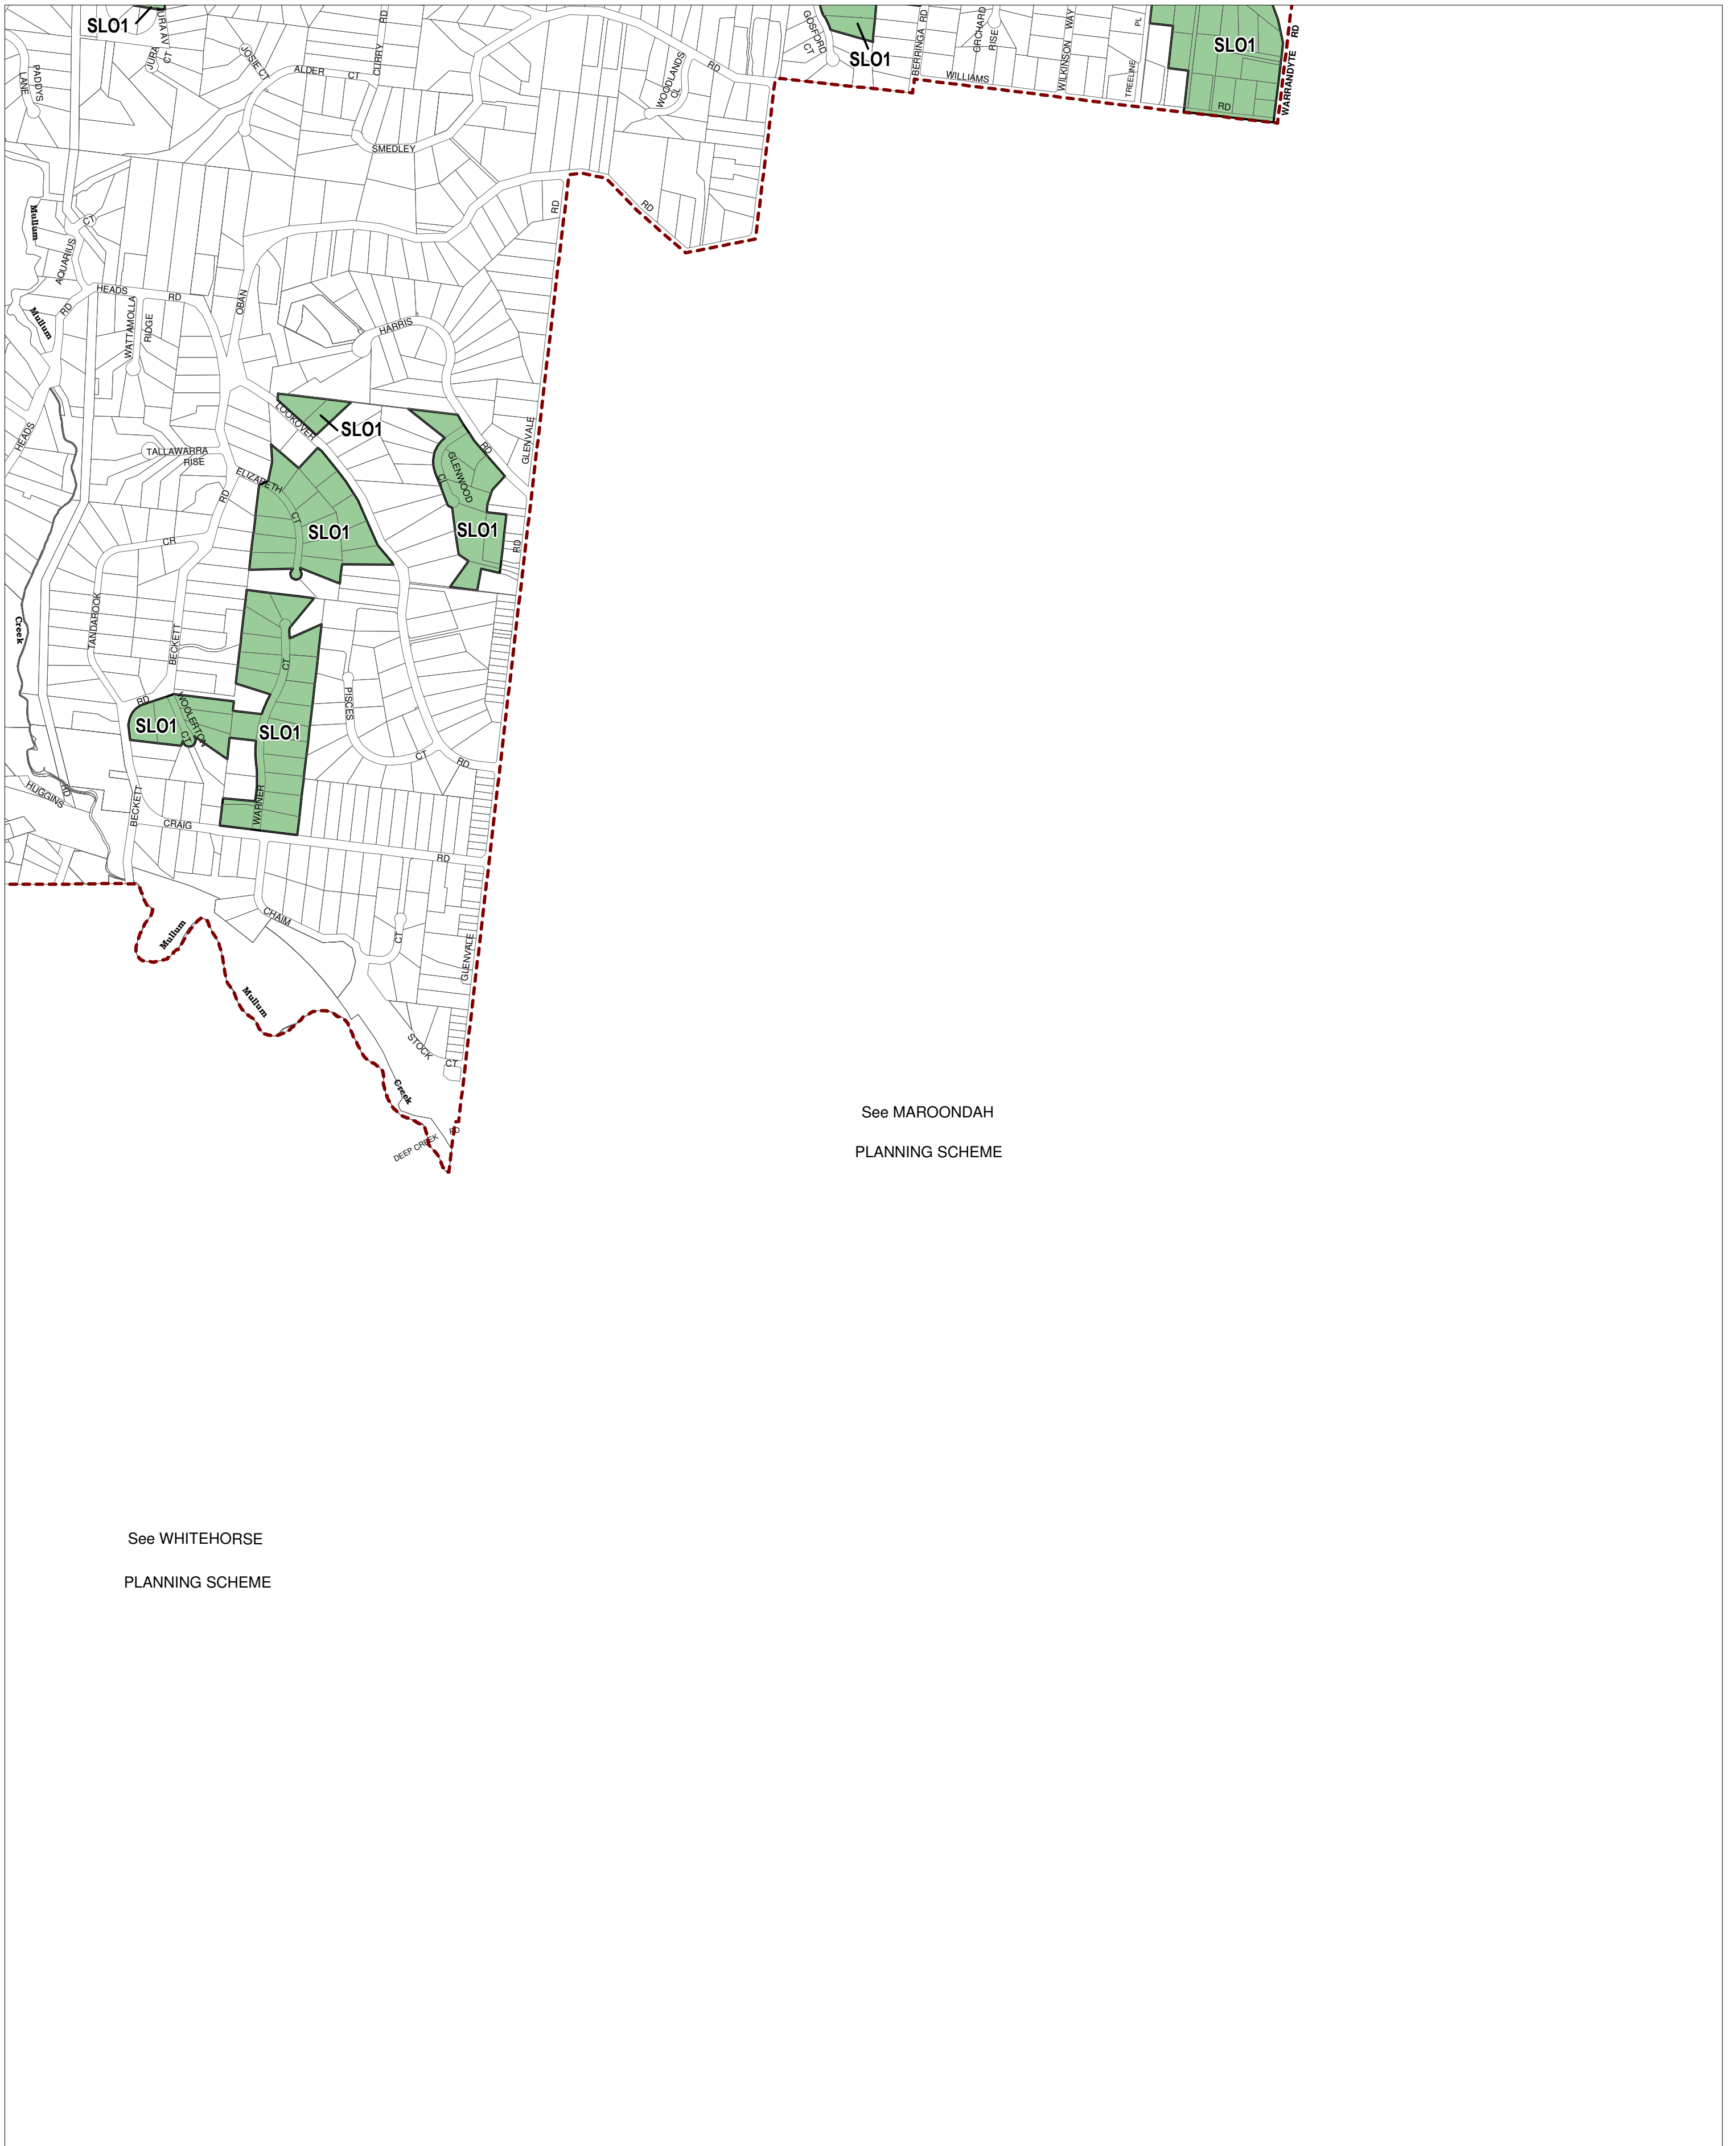 SLO1
JURA AV
JURA
CT
JOSIE CT
ALDER
CT
CURRY
RD
PADDYS
LANE
SMEDLEY
WOODLANDS
CL
RD
GOSFORD
CT
SLO1
BERRINGA RD
WILLIAMS
ORCHARD
RISE
WILKINSON WAY
TREELINE
PL
SLO1
RD
WARRANDYTE RD
RD
RD
Mullum
CT
AQUARIUS
HEADS
RD
RD
Mullum
WATTAMOLLA
RIDGE
OBAN
HARRIS
LOOKOVER
SLO1
HEADS
TALLAWARRA
RISE
ELIZABETH
CT
RD
GLENWOOD
CL
RD
GLENVALE
SLO1
SLO1
RD
CR
TANDAROOK
BECKETT
Creek
CT
PISCES
RD
WOOLERTON
CT
SLO1
SLO1
CT
RD
WARNER
HUGGINS
RD
BECKETT
CRAIG
RD
CHAIM
CT
GLENVALE
Mullum
Mullum
STOCK
CT
Creek
DEEP CREEK
RD
See MAROONDAH
PLANNING SCHEME
See WHITEHORSE
PLANNING SCHEME